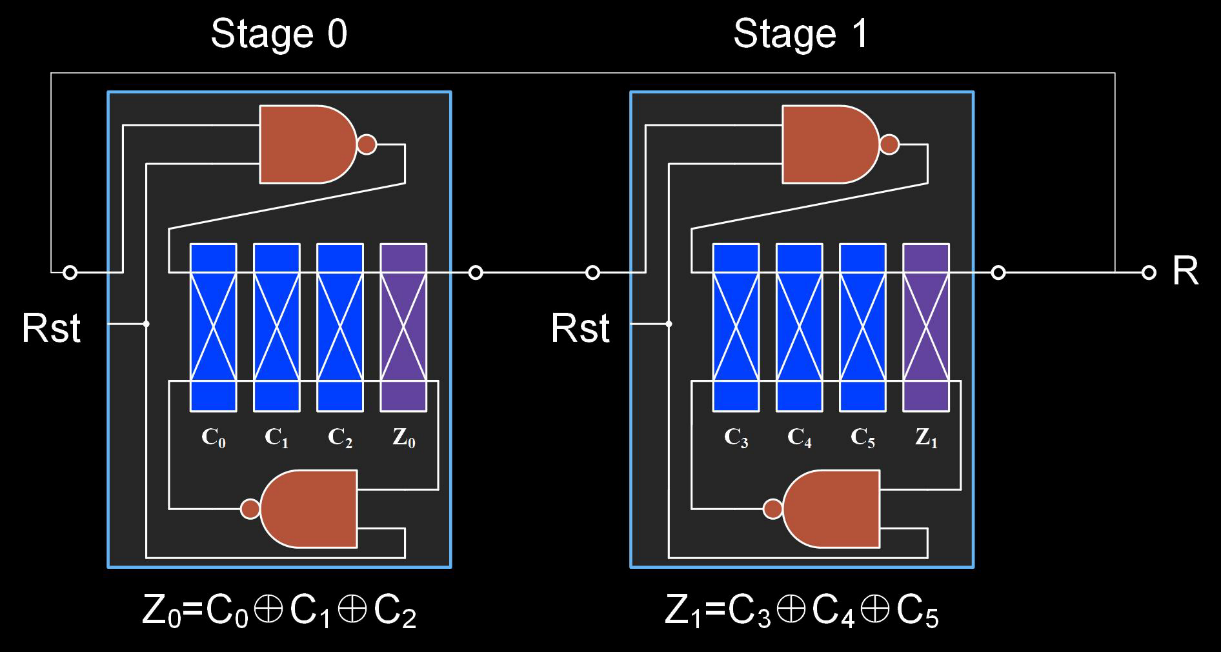 Stage 0
Stage 1
R
Rst
Rst
C₀ C₁ C₂ Z₀
C₃ C₄ C₅ Z₁
Z₀=C₀⊕C₁⊕C₂
Z₁=C₃⊕C₄⊕C₅